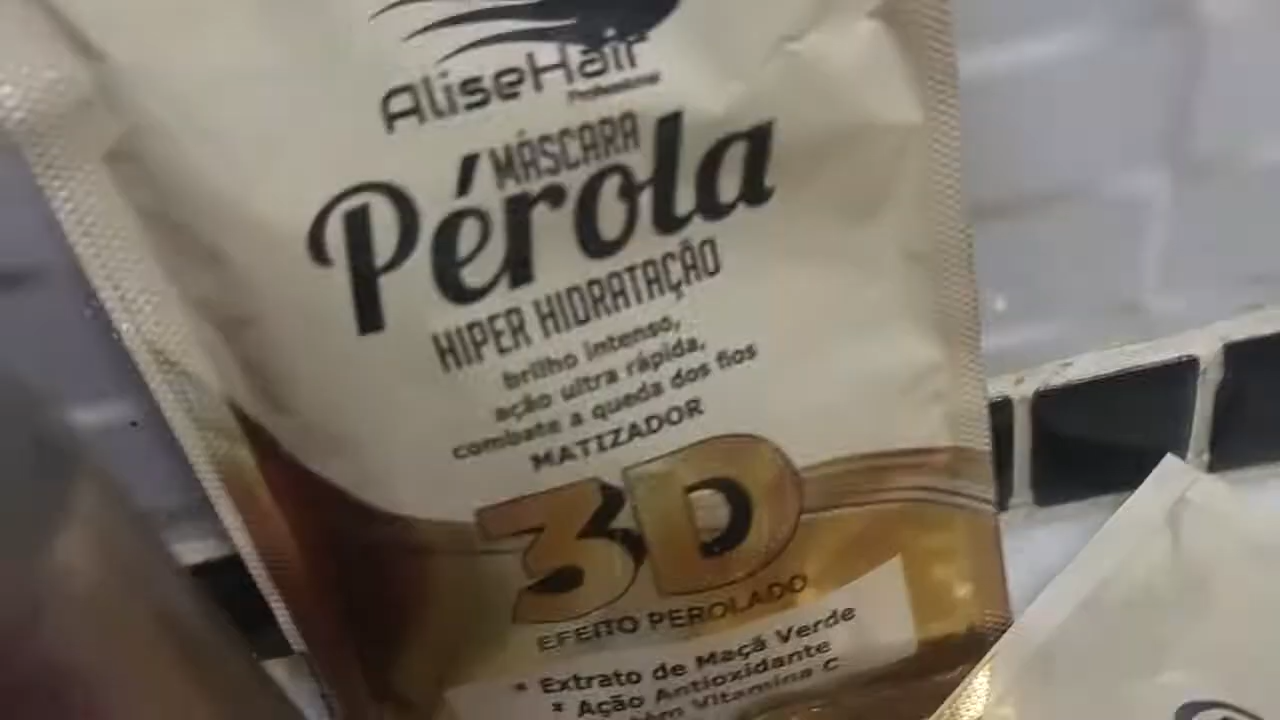 AliseHair
Professional
MÁSCARA
Pérola
HIPER HIDRATAÇÃO
brilho intenso,
ação ultra rápida,
combate a queda dos fios
MATIZADOR
3D
EFEITO PEROLADO
* Extrato de Maçã Verde
* Ação Antioxidante
Vitamina C